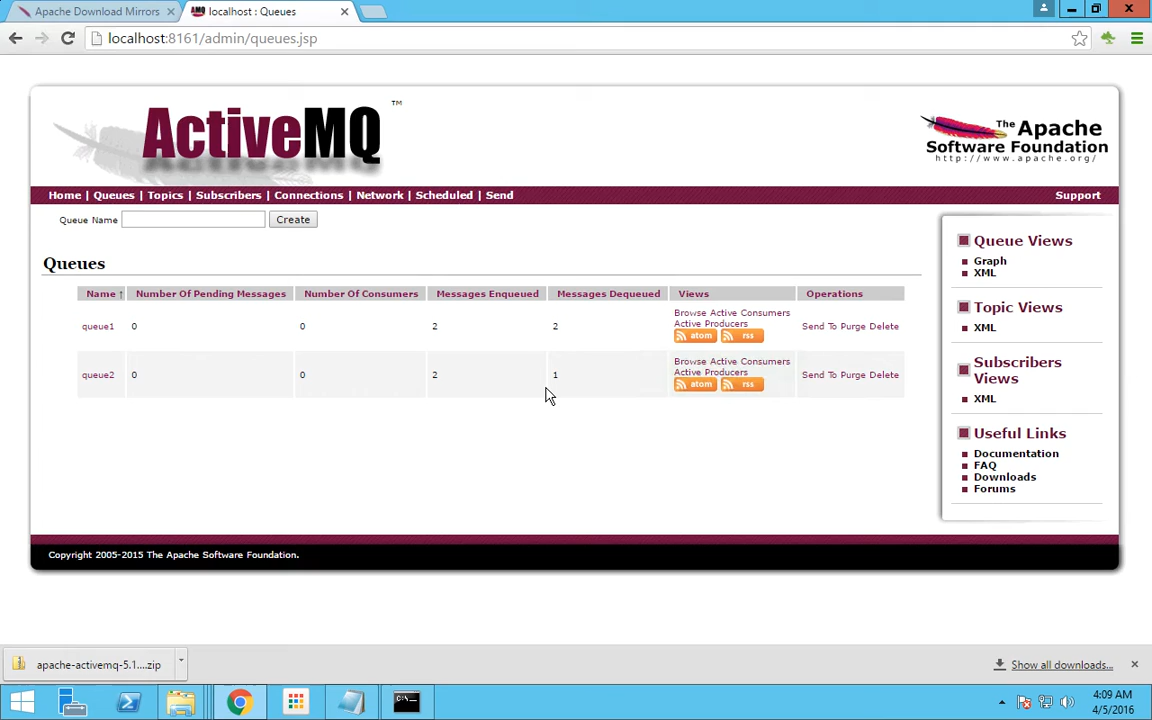 Apache Download Mirrors
localhost : Queues
localhost:8161/admin/queues.jsp
ActiveMQ ™
The Apache
Software Foundation
http://www.apache.org/
Home | Queues | Topics | Subscribers | Connections | Network | Scheduled | Send
Support
Queue Name
Create
Queues
Name ↑ Number Of Pending Messages Number Of Consumers Messages Enqueued Messages Dequeued Views Operations
queue1 0 0 2 2 Browse Active Consumers
Active Producers
atom rss
Send To Purge Delete
queue2 0 0 2 1 Browse Active Consumers
Active Producers
atom rss
Send To Purge Delete
Queue Views
Graph
XML
Topic Views
XML
Subscribers
Views
XML
Useful Links
Documentation
FAQ
Downloads
Forums
Copyright 2005-2015 The Apache Software Foundation.
apache-activemq-5.1....zip
Show all downloads...
4:09 AM
4/5/2016